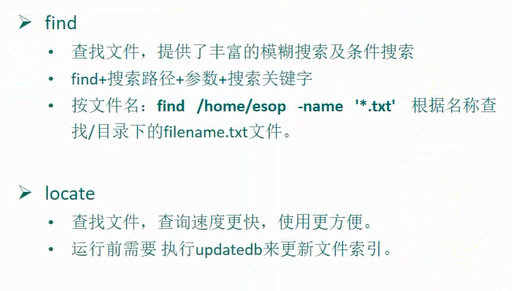 find
查找文件，提供了丰富的模糊搜索及条件搜索
find+搜索路径+参数+搜索关键字
按文件名：find /home/esop -name '*.txt' 根据名称查
找/目录下的filename.txt文件。
locate
查找文件，查询速度更快，使用更方便。
运行前需要 执行updatedb来更新文件索引。